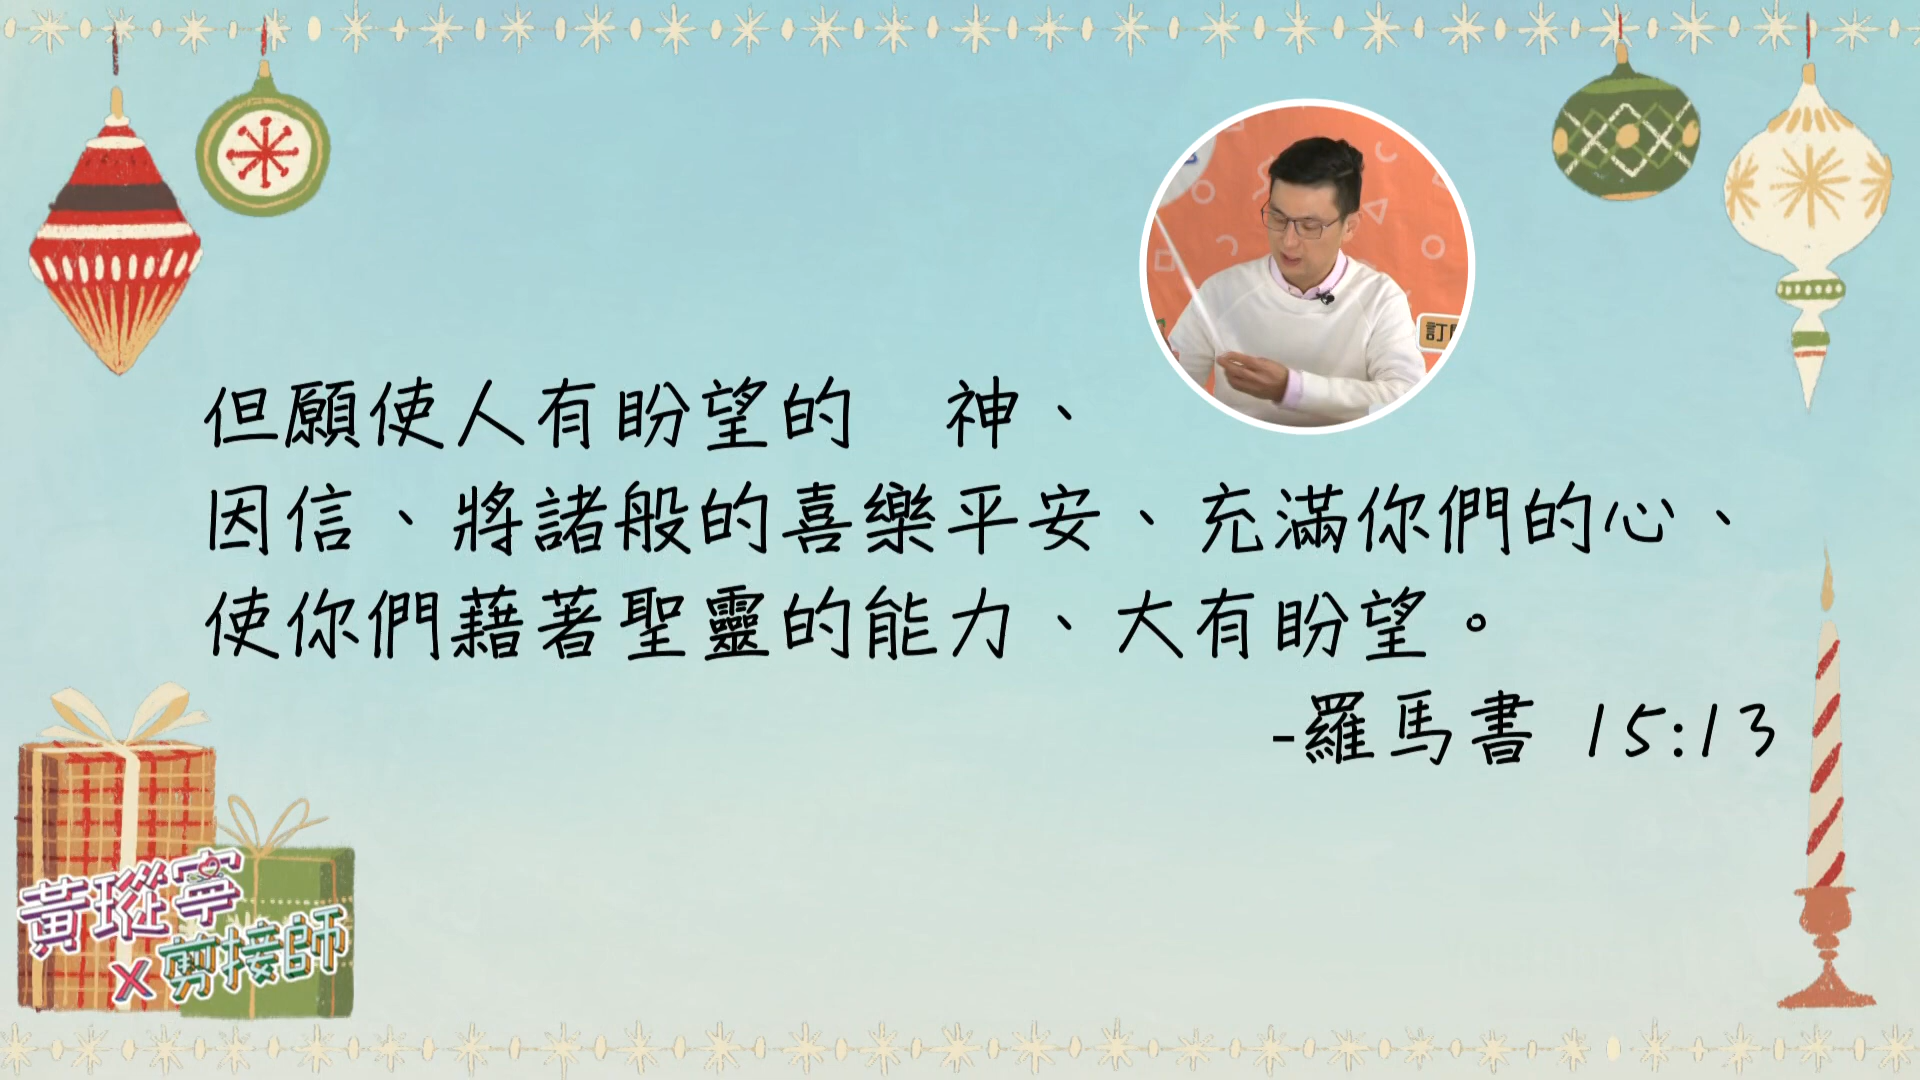 但願使人有盼望的　神、
因信、將諸般的喜樂平安、充滿你們的心、
使你們藉著聖靈的能力、大有盼望。
-羅馬書 15:13
訂
黃瑽寧
X剪接師